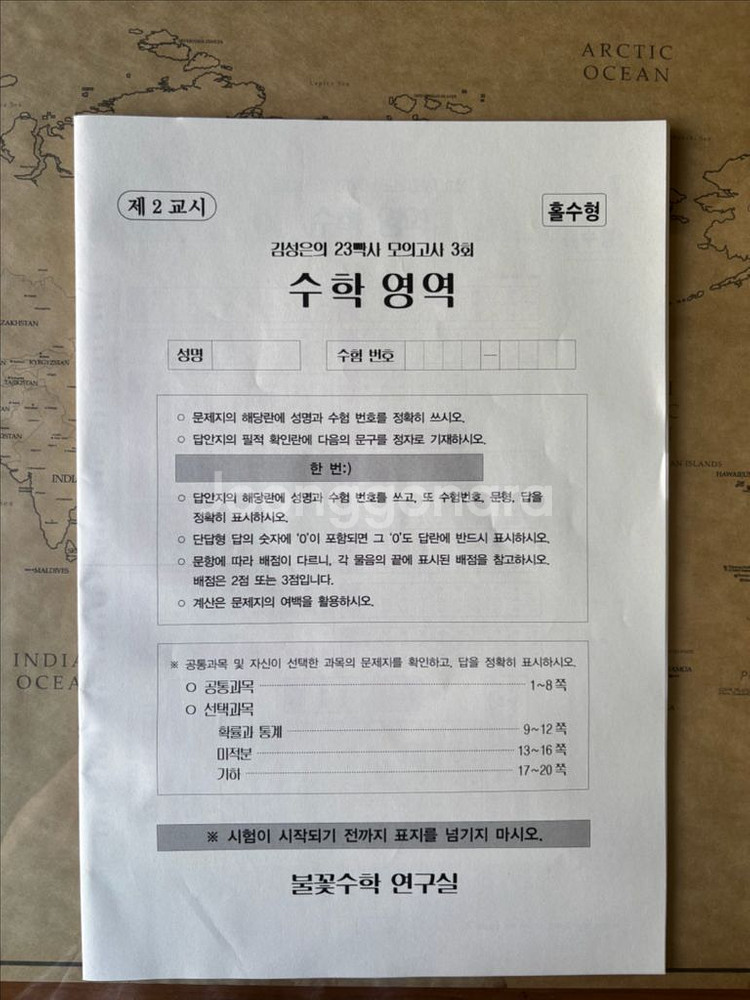 ARCTIC
OCEAN
제 2 교시
홀수형
김성은의 23빡사 모의고사 3회
수학 영역
성명
수험 번호
—
○ 문제지의 해당란에 성명과 수험 번호를 정확히 쓰시오.
○ 답안지의 필적 확인란에 다음의 문구를 정자로 기재하시오.
한 번:)
○ 답안지의 해당란에 성명과 수험 번호를 쓰고, 또 수험번호, 문형, 답을
정확히 표시하시오.
○ 단답형 답의 숫자에 '0'이 포함되면 그 '0'도 답란에 반드시 표시하시오.
○ 문항에 따라 배점이 다르니, 각 물음의 끝에 표시된 배점을 참고하시오.
배점은 2점 또는 3점입니다.
○ 계산은 문제지의 여백을 활용하시오.
※ 공통과목 및 자신이 선택한 과목의 문제지를 확인하고, 답을 정확히 표시하시오.
○ 공통과목 1~8 쪽
○ 선택과목
확률과 통계 9~12 쪽
미적분 13~16 쪽
기하 17~20 쪽
※ 시험이 시작되기 전까지 표지를 넘기지 마시오.
불꽃수학 연구실
KYRGYZSTAN
TAJIKISTAN
MALDIVES
INDIA
OCEA